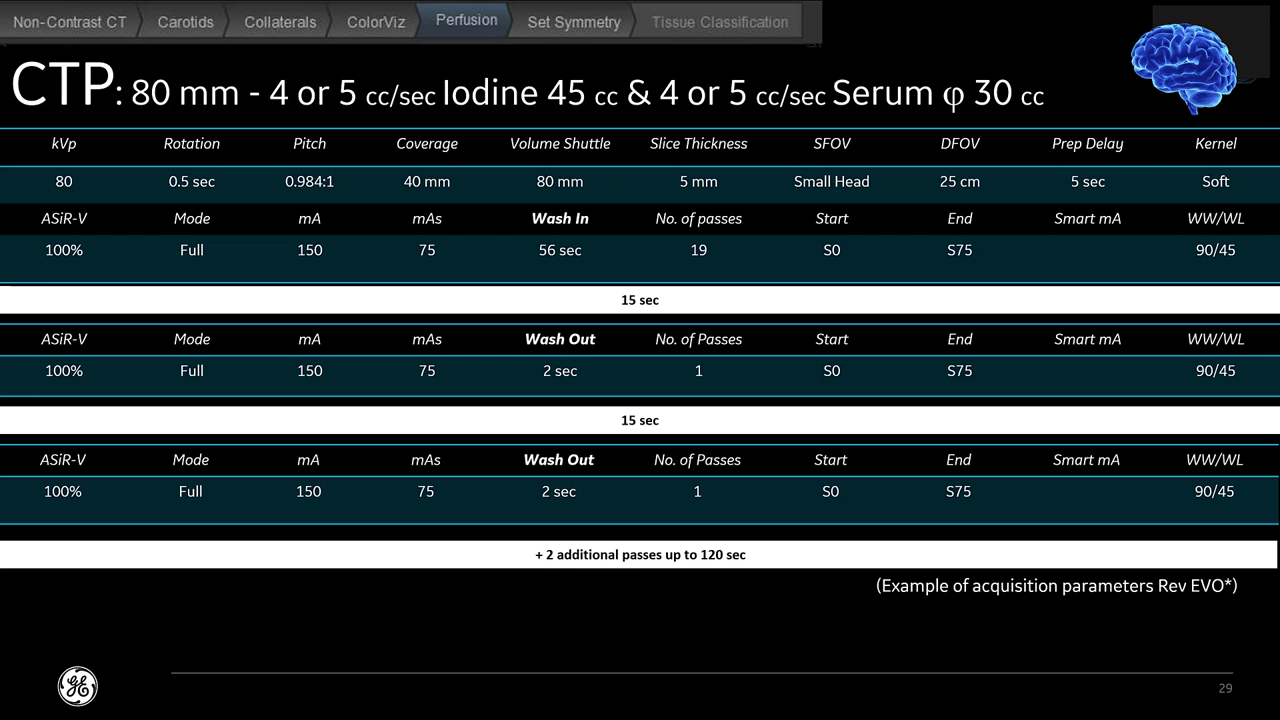 Non-Contrast CT Carotids Collaterals ColorViz Perfusion Set Symmetry Tissue Classification
CTP: 80 mm - 4 or 5 cc/sec Iodine 45 cc & 4 or 5 cc/sec Serum φ 30 cc
kVp Rotation Pitch Coverage Volume Shuttle Slice Thickness SFOV DFOV Prep Delay Kernel
80 0.5 sec 0.984:1 40 mm 80 mm 5 mm Small Head 25 cm 5 sec Soft
ASiR-V Mode mA mAs Wash In No. of passes Start End Smart mA WW/WL
100% Full 150 75 56 sec 19 S0 S75 90/45
15 sec
ASiR-V Mode mA mAs Wash Out No. of Passes Start End Smart mA WW/WL
100% Full 150 75 2 sec 1 S0 S75 90/45
15 sec
ASiR-V Mode mA mAs Wash Out No. of Passes Start End Smart mA WW/WL
100% Full 150 75 2 sec 1 S0 S75 90/45
+ 2 additional passes up to 120 sec
(Example of acquisition parameters Rev EVO*)
GE
29